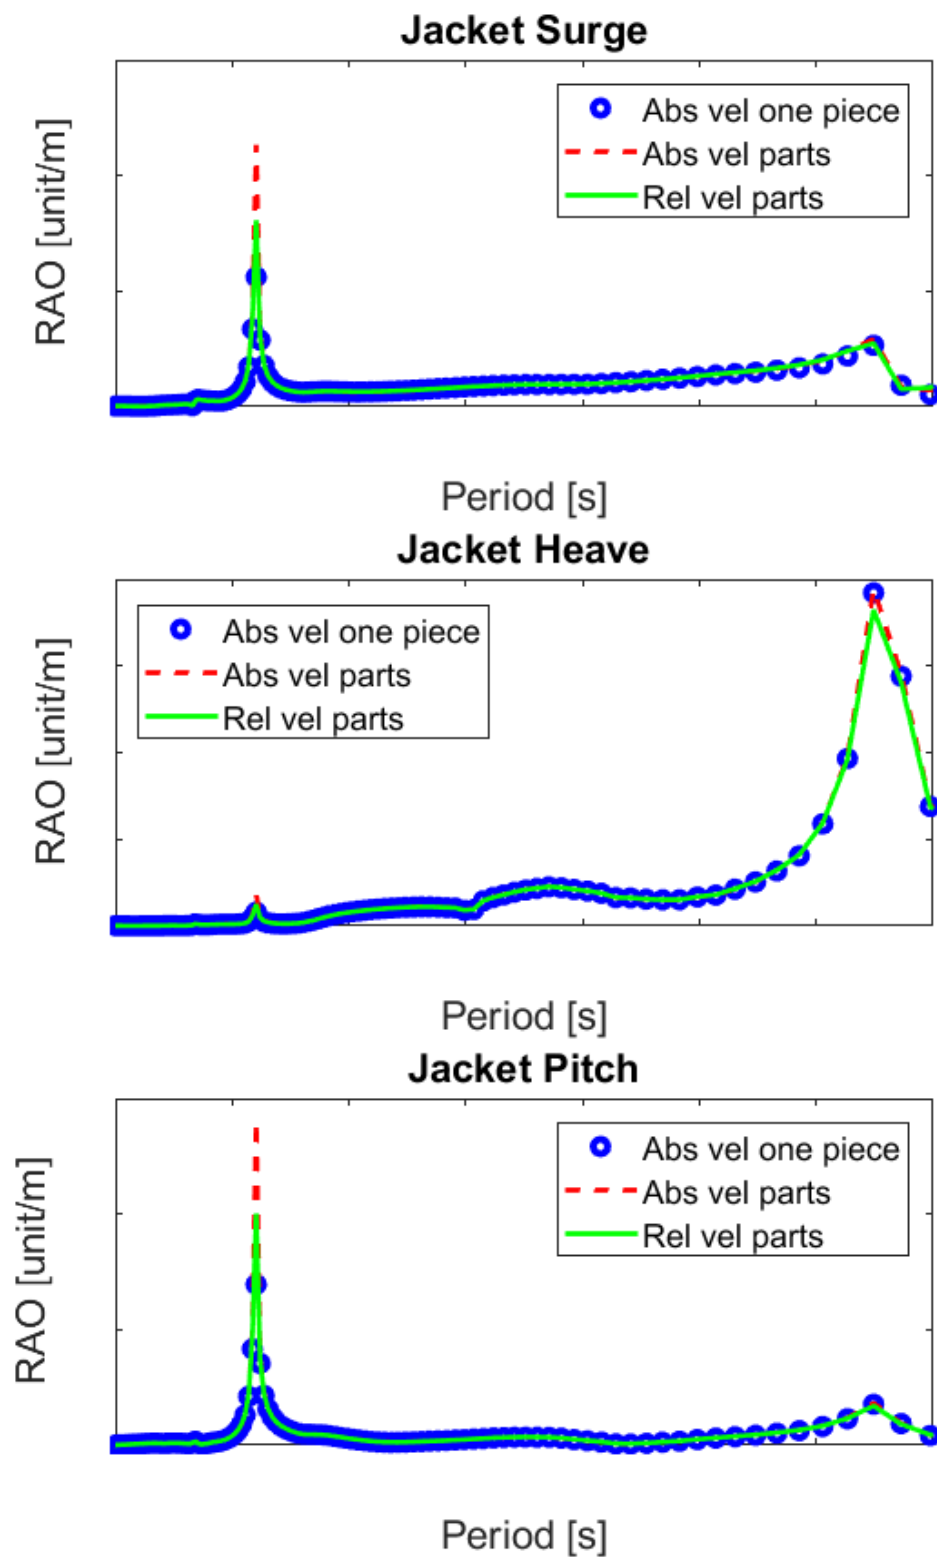 Jacket Surge
RAO [unit/m]
Abs vel one piece
Abs vel parts
Rel vel parts
Period [s]
Jacket Heave
RAO [unit/m]
Abs vel one piece
Abs vel parts
Rel vel parts
Period [s]
Jacket Pitch
RAO [unit/m]
Abs vel one piece
Abs vel parts
Rel vel parts
Period [s]